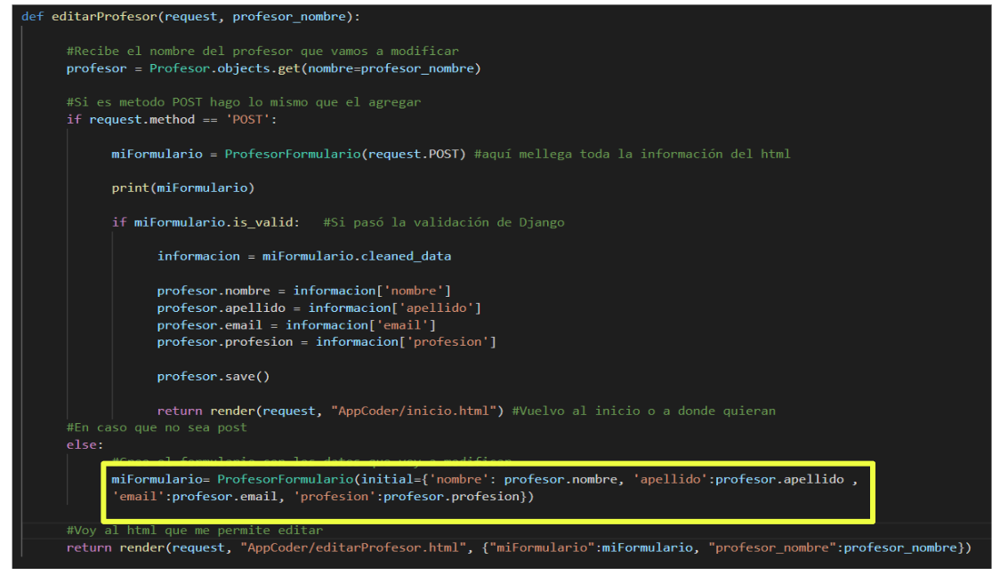 def editarProfesor(request, profesor_nombre):
#Recibe el nombre del profesor que vamos a modificar
profesor = Profesor.objects.get(nombre=profesor_nombre)
#Si es metodo POST hago lo mismo que el agregar
if request.method == 'POST':
miFormulario = ProfesorFormulario(request.POST) #aquí mellega toda la información del html
print(miFormulario)
if miFormulario.is_valid:   #Si pasó la validación de Django
informacion = miFormulario.cleaned_data
profesor.nombre = informacion['nombre']
profesor.apellido = informacion['apellido']
profesor.email = informacion['email']
profesor.profesion = informacion['profesion']
profesor.save()
return render(request, "AppCoder/inicio.html") #Vuelvo al inicio o a donde quieran
#En caso que no sea post
else:
#Creo el formulario con los datos que voy a modificar
miFormulario= ProfesorFormulario(initial={'nombre': profesor.nombre, 'apellido':profesor.apellido ,
'email':profesor.email, 'profesion':profesor.profesion})
#Voy al html que me permite editar
return render(request, "AppCoder/editarProfesor.html", {"miFormulario":miFormulario, "profesor_nombre":profesor_nombre})